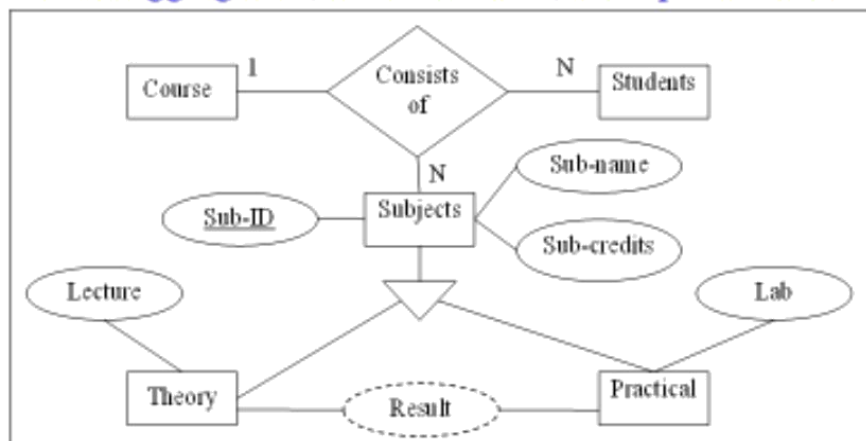 Course
1
Consists
of
N
Students
N
Sub-name
Sub-ID
Subjects
Sub-credits
Lecture
Lab
Theory
Result
Practical